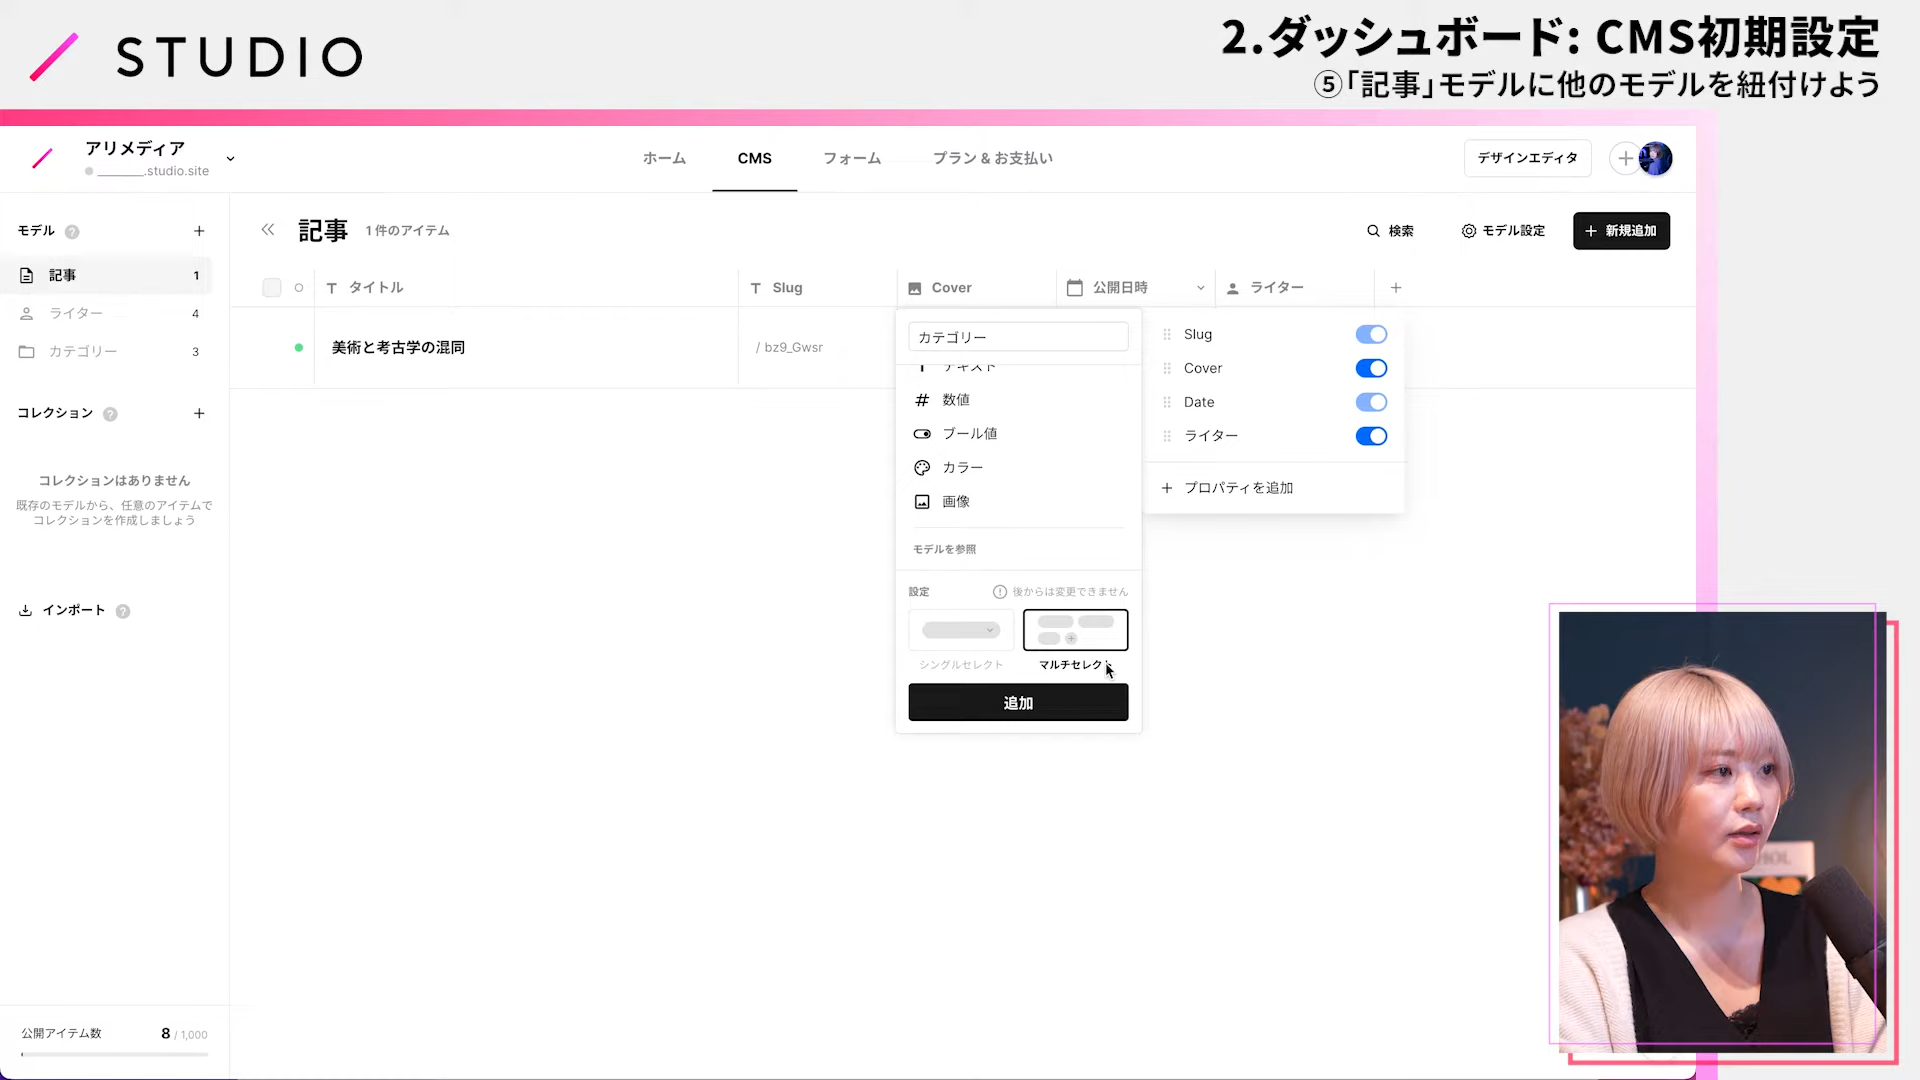 STUDIO
2.ダッシュボード: CMS初期設定
⑤「記事」モデルに他のモデルを紐付けよう
アリメディア
_______.studio.site
ホーム
CMS
フォーム
プラン & お支払い
デザインエディタ
モデル
記事 1
ライター 4
カテゴリー 3
コレクション
コレクションはありません
既存のモデルから、任意のアイテムで
コレクションを作成しましょう
インポート
公開アイテム数 8 / 1,000
記事 1 件のアイテム
検索
モデル設定
新規追加
タイトル
Slug
Cover
公開日時
ライター
美術と考古学の混同
/ bz9_Gwsr
カテゴリー
テキスト
数値
ブール値
カラー
画像
モデルを参照
設定
後からは変更できません
シングルセレクト
マルチセレクト
追加
Slug
Cover
Date
ライター
プロパティを追加